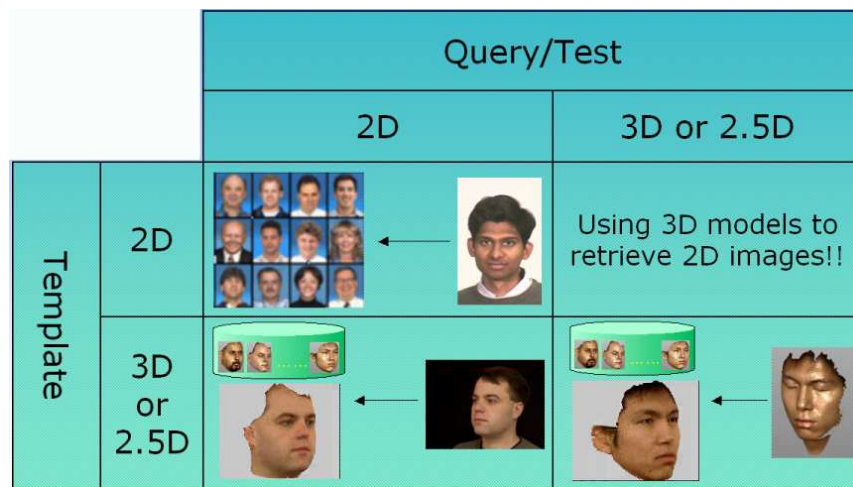 Query/Test
2D
3D or 2.5D
Template
2D
Using 3D models to
retrieve 2D images!!
3D
or
2.5D